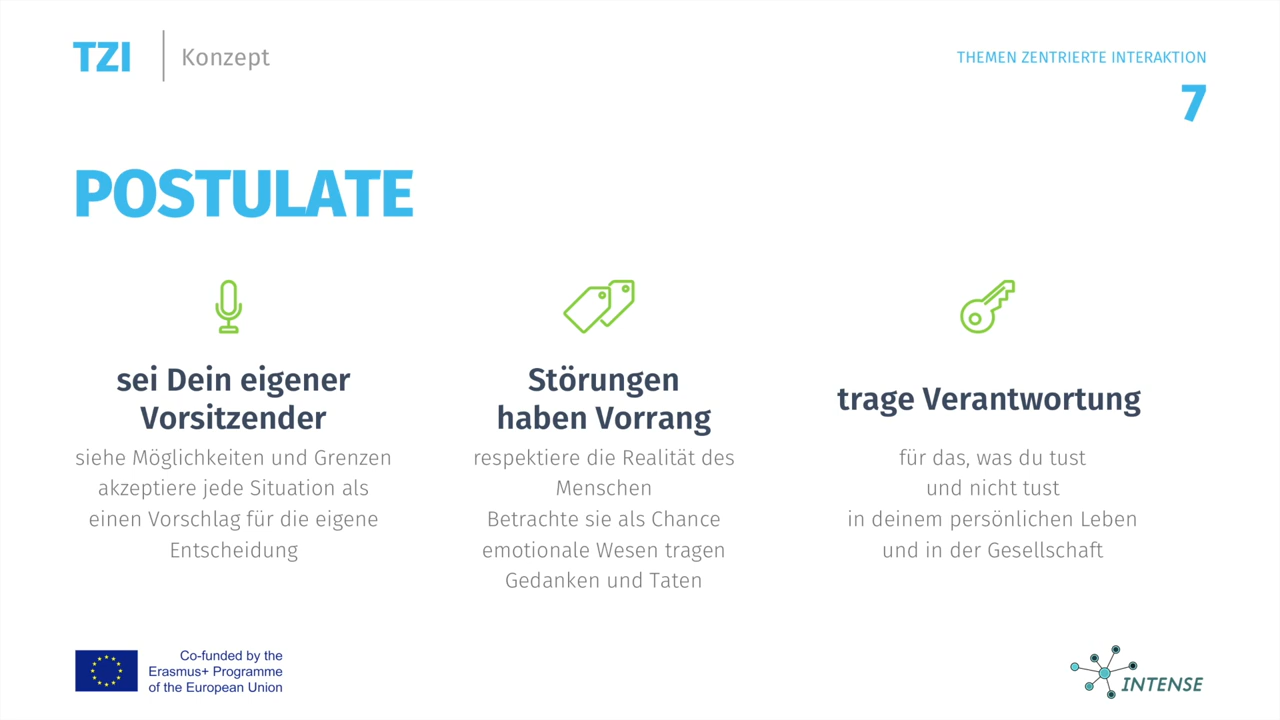 TZI
Konzept
THEMEN ZENTRIERTE INTERAKTION
7
POSTULATE
sei Dein eigener
Vorsitzender
siehe Möglichkeiten und Grenzen
akzeptiere jede Situation als
einen Vorschlag für die eigene
Entscheidung
Störungen
haben Vorrang
respektiere die Realität des
Menschen
Betrachte sie als Chance
emotionale Wesen tragen
Gedanken und Taten
trage Verantwortung
für das, was du tust
und nicht tust
in deinem persönlichen Leben
und in der Gesellschaft
Co-funded by the
Erasmus+ Programme
of the European Union
INTENSE